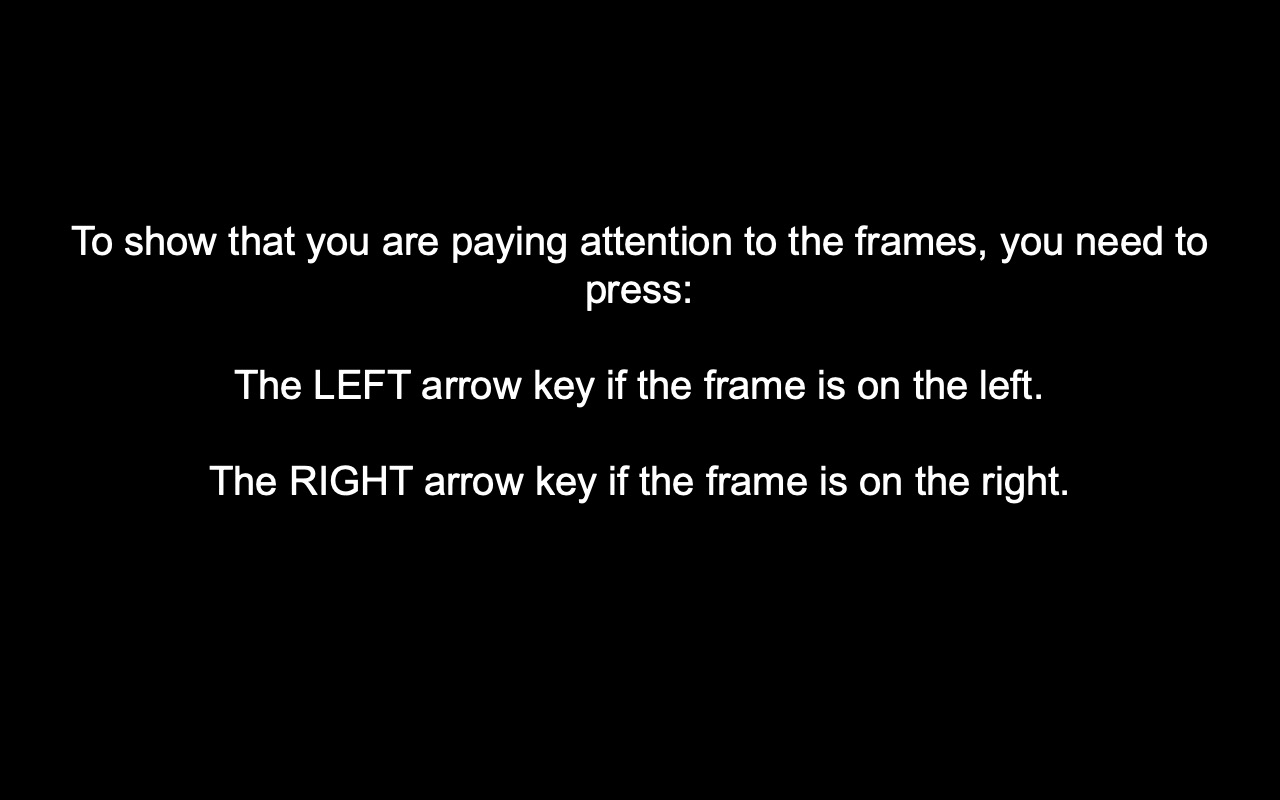 To show that you are paying attention to the frames, you need to
press:
The LEFT arrow key if the frame is on the left.
The RIGHT arrow key if the frame is on the right.